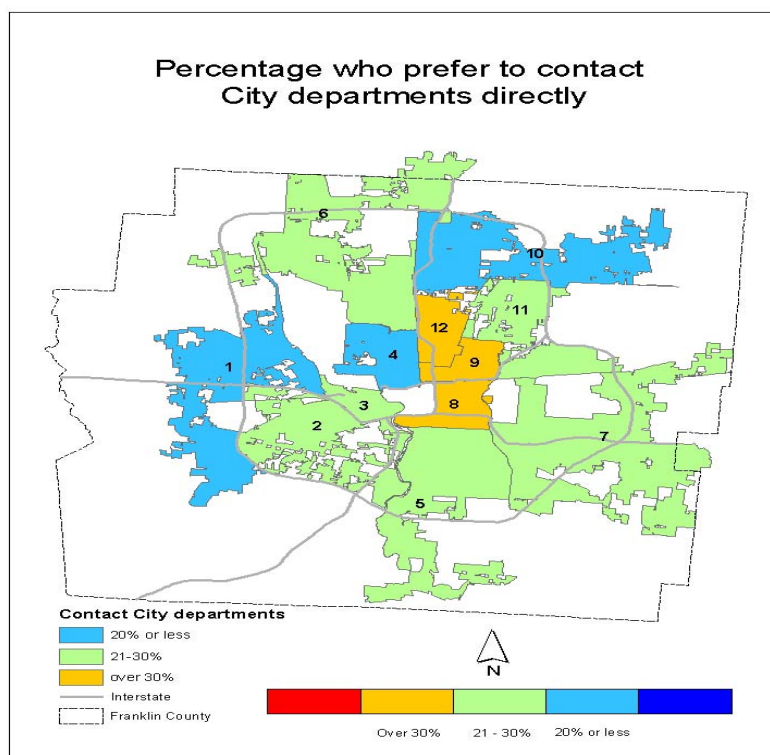 Percentage who prefer to contact
City departments directly
6
10
11
12
1
4
9
3
8
2
7
5
Contact City departments
20% or less
21-30%
over 30%
Interstate
Franklin County
N
Over 30%
21 - 30%
20% or less